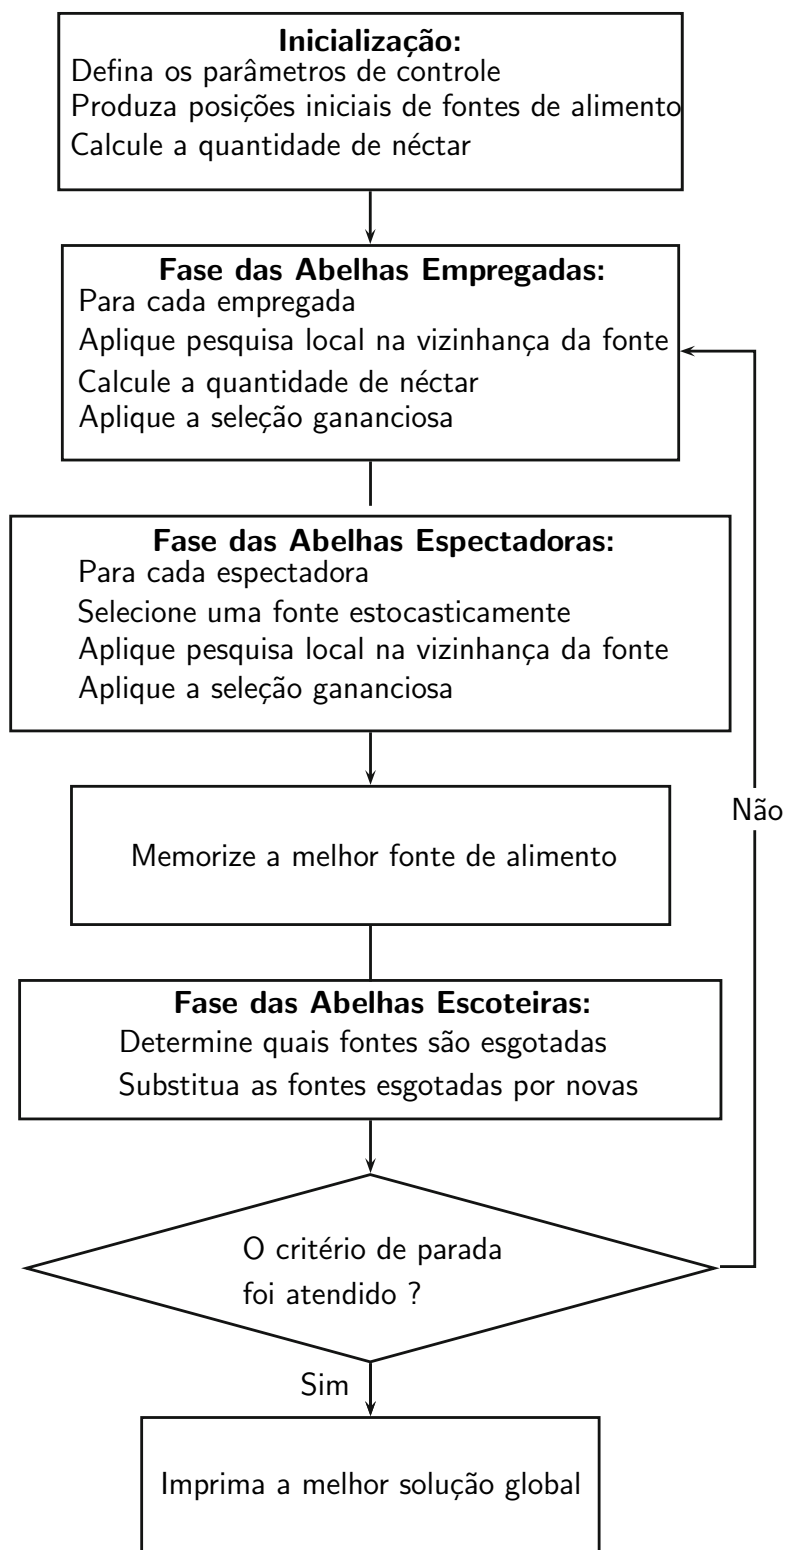 Inicialização:
Defina os parâmetros de controle
Produza posições iniciais de fontes de alimento
Calcule a quantidade de néctar
Fase das Abelhas Empregadas:
Para cada empregada
Aplique pesquisa local na vizinhança da fonte
Calcule a quantidade de néctar
Aplique a seleção gananciosa
Fase das Abelhas Espectadoras:
Para cada espectadora
Selecione uma fonte estocasticamente
Aplique pesquisa local na vizinhança da fonte
Aplique a seleção gananciosa
Não
Memorize a melhor fonte de alimento
Fase das Abelhas Escoteiras:
Determine quais fontes são esgotadas
Substitua as fontes esgotadas por novas
O critério de parada
foi atendido ?
Sim
Imprima a melhor solução global